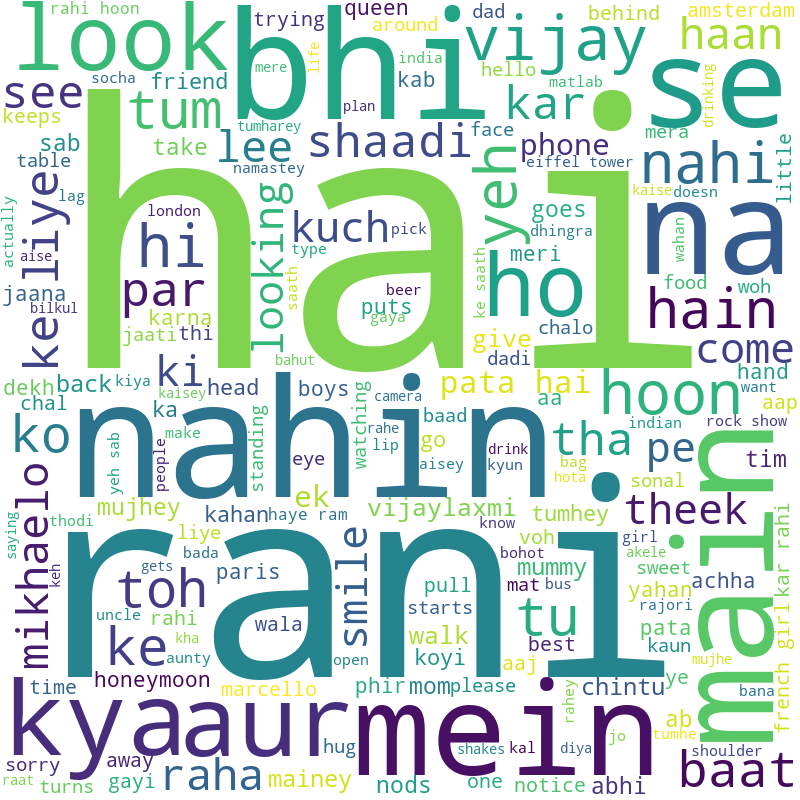 rahi hoon
look
socha
friend
see
keeps
sab
table
tum
take
lag
trying
queen
dad
around
india
kab
mere
life
bhi
plan
tumharey
namastey
lee
shaadi
hello
vijay
behind
amsterdam
haan
matlab
drinking
kar
se
face
phone
mera
eiffel tower
nahi
little
kaise
doesn
hai
actually
aise
liye
ke
london
hi
par
looking
kuch
pick
type
yeh
goes
dhingra
meri
ho
wahan
na
food
woh
hain
jaana
bilkul
karna
jaati
thi
saath
beer
puts
gaya
ke saath
chalo
give
dadi
come
ki
bahut
dekh
back
kiya
kaisey
head
boys
camera
pata hai
aa
hoon
hand
want
aap
chal
ka
make
ko
nahin
standing
watching
rahe
lip
baad
go
aisey
drink
kyun
tha
indian
pe
rock show
tim
yeh sab
people
eye
bag
hota
sonal
main
mikhaelo
mujhey
ek
vijaylaxmi
tumhey
theek
saying
thodi
kahan
haye ram
know
voh
girl
keh
liye
bada
rani
smile
akele
sweet
kar rahi
gets
toh
paris
mummy
bohot
mat
bus
yahan
achha
rajori
uncle
rahi
wala
pull
starts
tu
pata
kaun
mujhe
french girl
kha
aunty
open
walk
best
koyi
aaj
ke
honeymoon
time
marcello
phir
mom
please
chintu
ye
bana
kya
aur
mein
rahey
ab
tumhe
hug
shakes
kal
diya
jo
shoulder
sorry
away
raha
mainey
nods
one
notice
abhi
baat
raat
turns
gayi